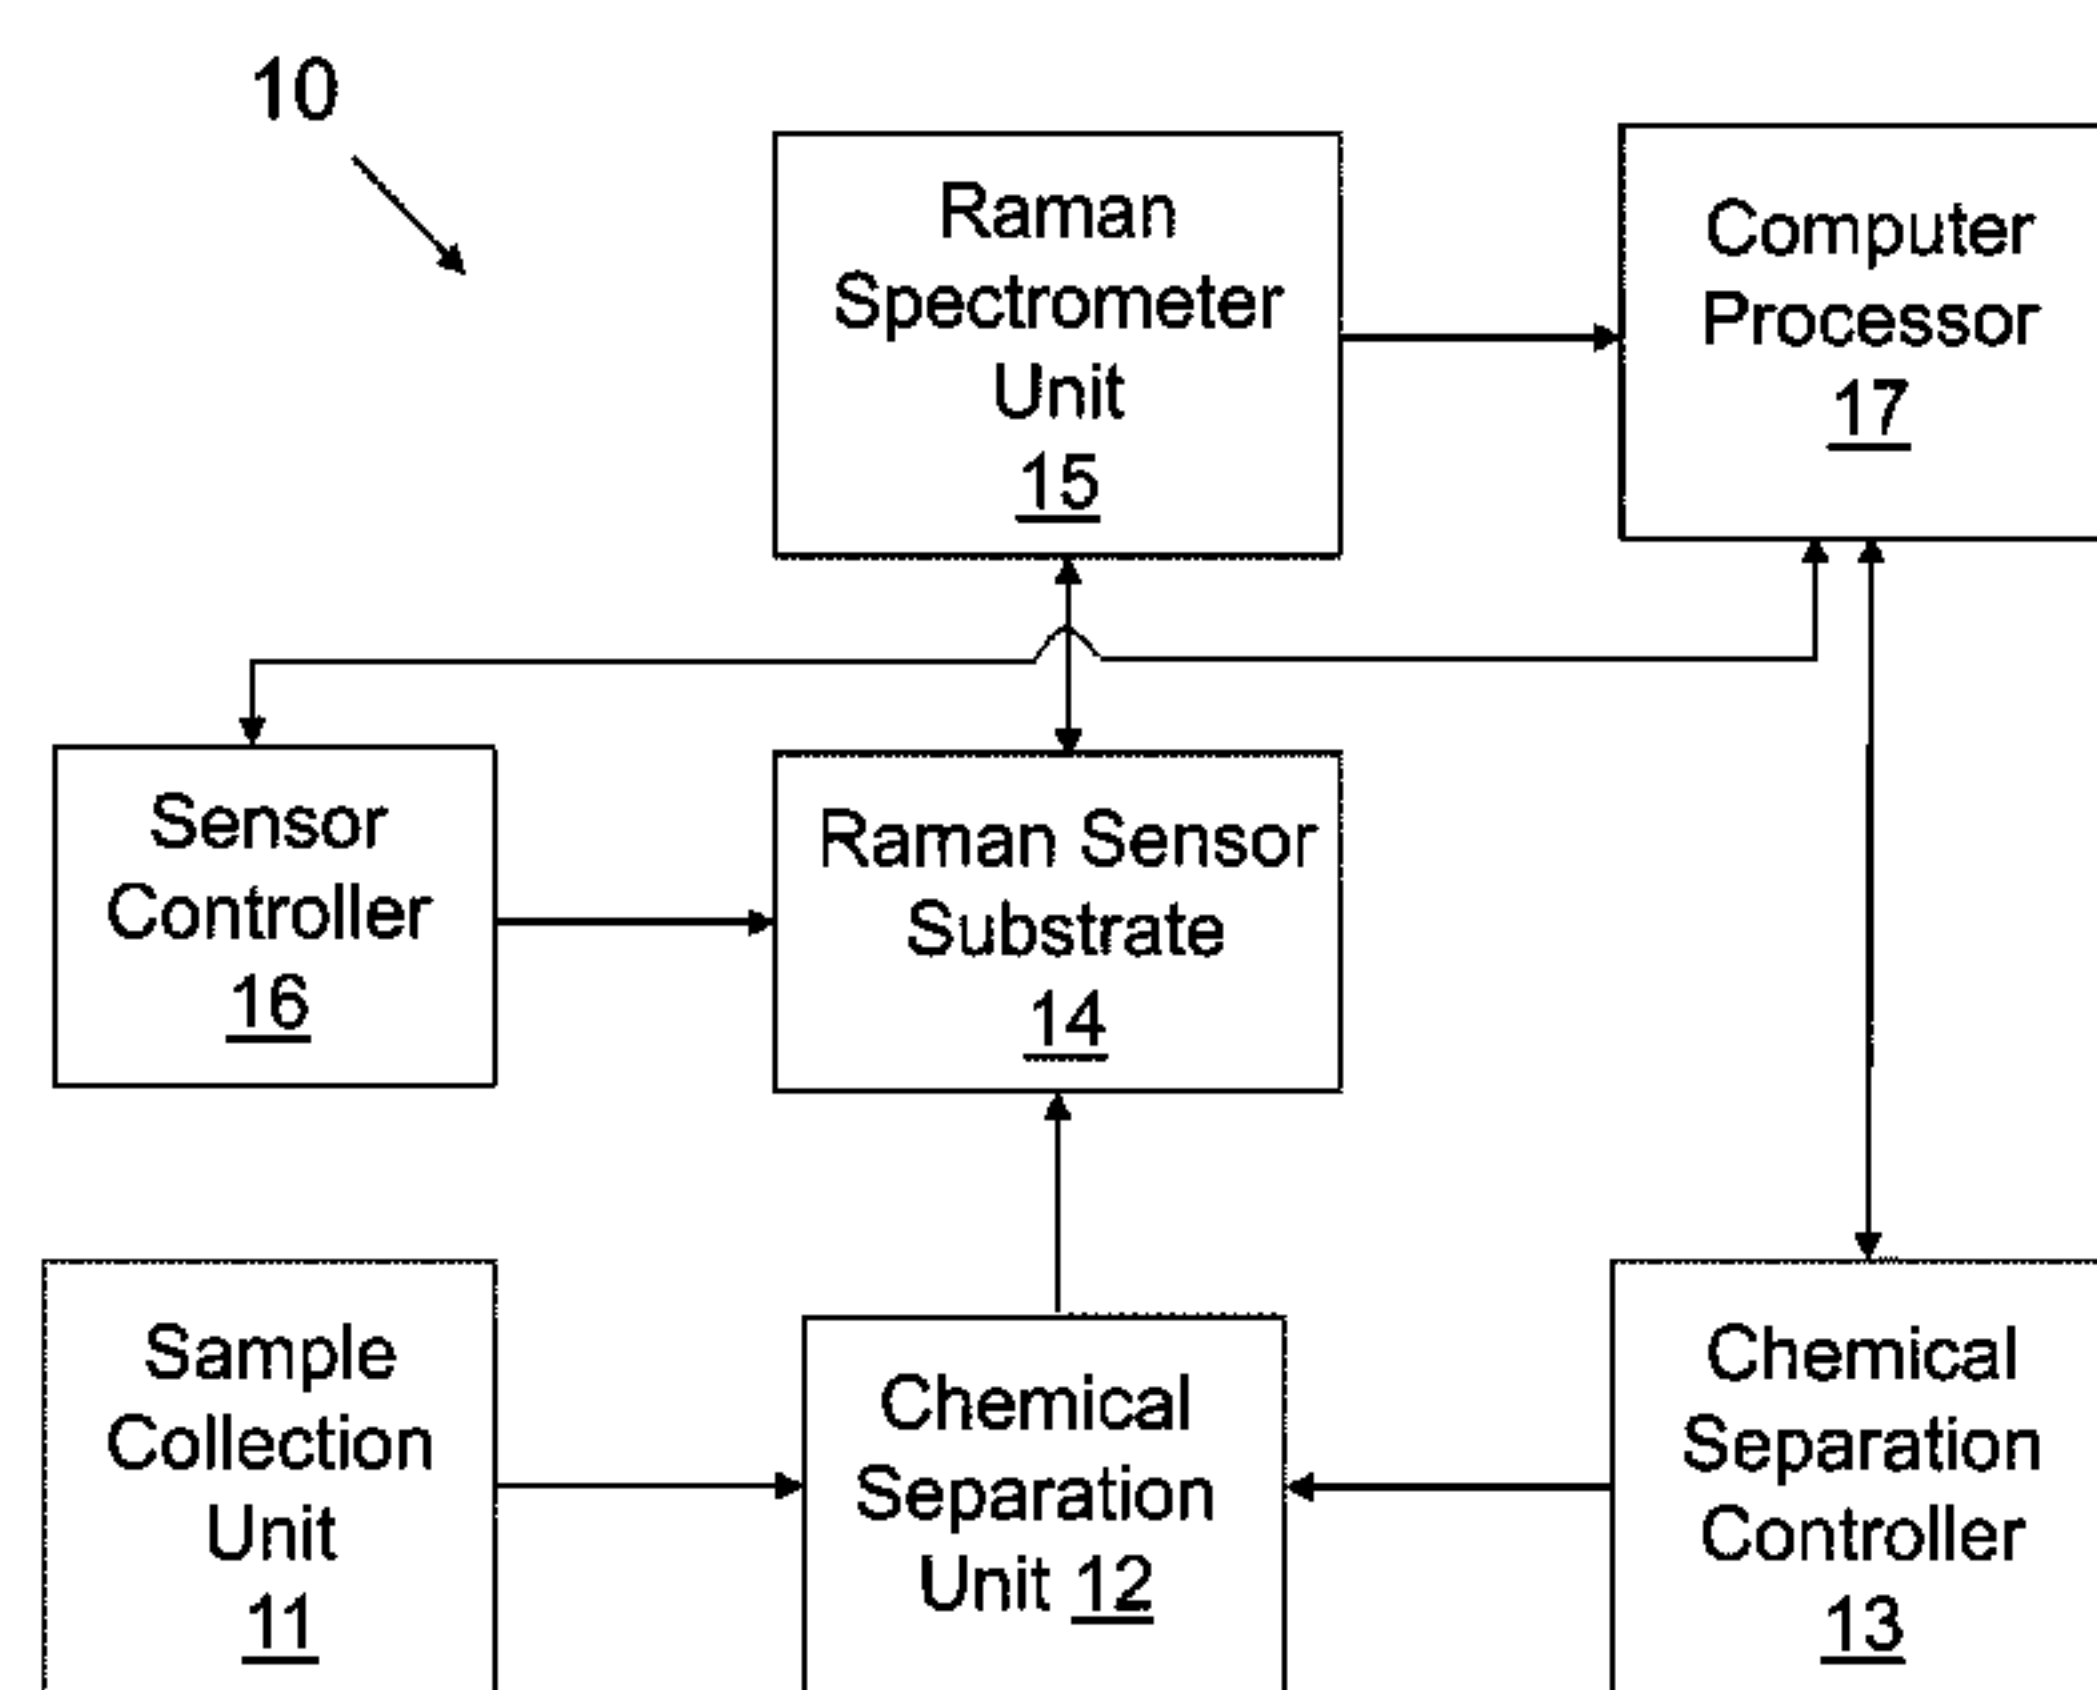 10
Raman
Spectrometer
Unit
15
Computer
Processor
17
Sensor
Controller
16
Raman Sensor
Substrate
14
Sample
Collection
Unit
11
Chemical
Separation
Unit 12
Chemical
Separation
Controller
13